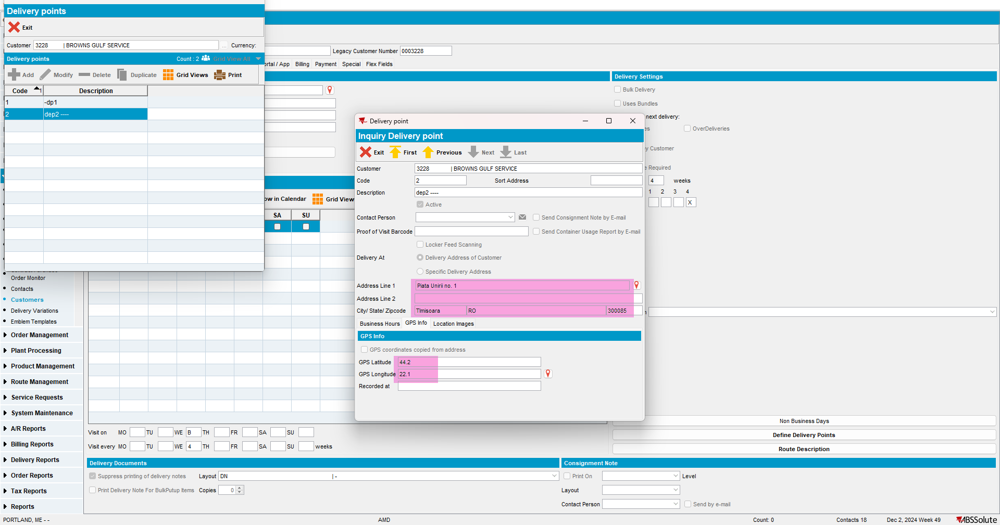 Delivery points
Exit
Customer 3228 | BROWNS GULF SERVICE ... Currency:
Delivery points Count : 2 Grid View All
Add Modify Delete Duplicate Grid Views Print
Code 1 Description
1 -dp1
2 dep2 ----
Legacy Customer Number 0003228
ortal / App Billing Payment Special Flex Fields
Delivery Settings
Bulk Delivery
Uses Bundles
next delivery:
es OverDeliveries
y Customer
e Required
4 weeks
1 2 3 4
X
ow in Calendar Grid View
SA SU
Delivery point
Inquiry Delivery point
Exit First Previous Next Last
Customer 3228 | BROWNS GULF SERVICE
Code 2 Sort Address
Description dep2 ----
Active
Contact Person Send Consignment Note by E-mail
Proof of Visit Barcode Send Container Usage Report by E-mail
Locker Feed Scanning
Delivery At Delivery Address of Customer
Specific Delivery Address
Address Line 1 Piata Unirii no. 1
Address Line 2
City/ State/ Zipcode TImisoara RO 300085
Business Hours GPS Info Location Images
GPS Info
GPS coordinates copied from address
GPS Latitude 44.2
GPS Longitude 22.1
Recorded at
Order Monitor
Contacts
Customers
Delivery Variations
Emblem Templates
Order Management
Plant Processing
Product Management
Route Management
Service Requests
System Maintenance
A/R Reports
Billing Reports
Delivery Reports
Order Reports
Tax Reports
Reports
Non Business Days
Define Delivery Points
Route Description
Visit on MO TU WE B TH FR SA SU
Visit every MO TU WE 4 TH FR SA SU weeks
Delivery Documents
Suppress printing of delivery notes Layout DN | -
Print Delivery Note For BulkPutup Items Copies 0
Consignment Note
Print On Level
Layout
Contact Person Send by e-mail
PORTLAND, ME - - AMD Count: 0 Contacts 18 Dec 2, 2024 Week 49 ABSSolute